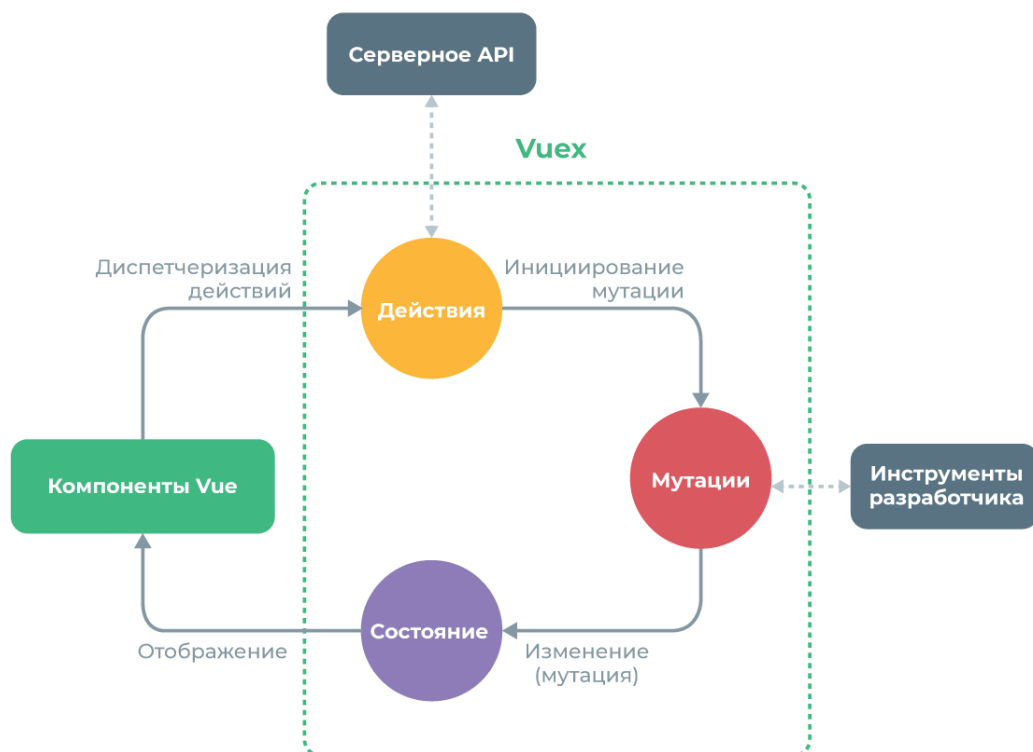 Серверное API
Vuex
Диспетчеризация
действий
Инициирование
мутации
Действия
Компоненты Vue
Мутации
Инструменты
разработчика
Состояние
Отображение
Изменение
(мутация)